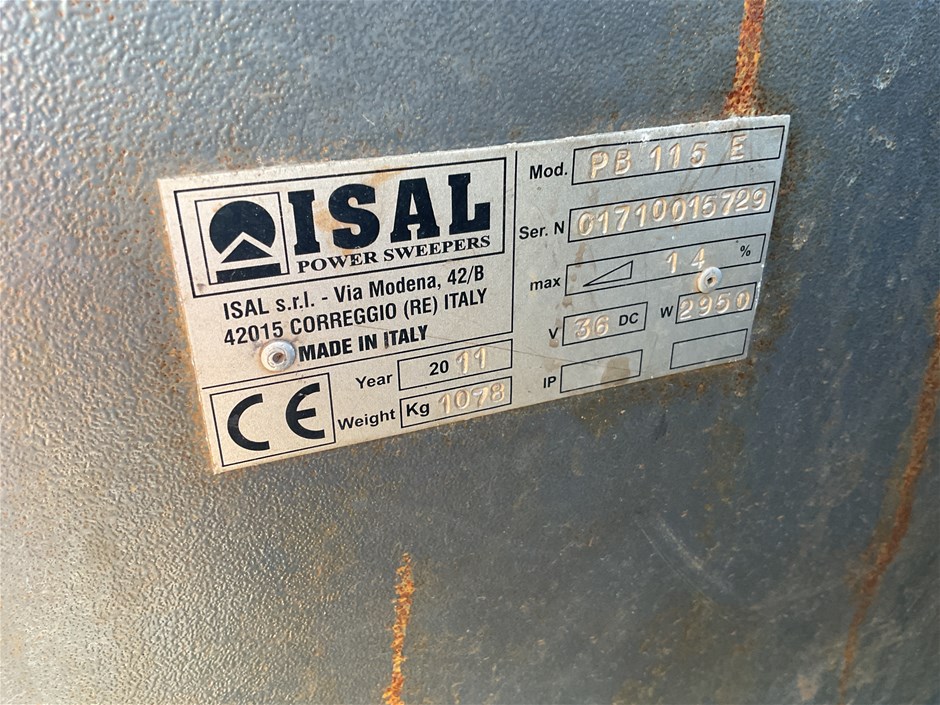 ISAL
POWER SWEEPERS
ISAL s.r.l. - Via Modena, 42/B
42015 CORREGGIO (RE) ITALY
MADE IN ITALY
CE
Year 2011
Weight Kg 1078
Mod. PB 115 E
Ser. N 01710015729
max 14 %
V 36 DC W 2950
IP